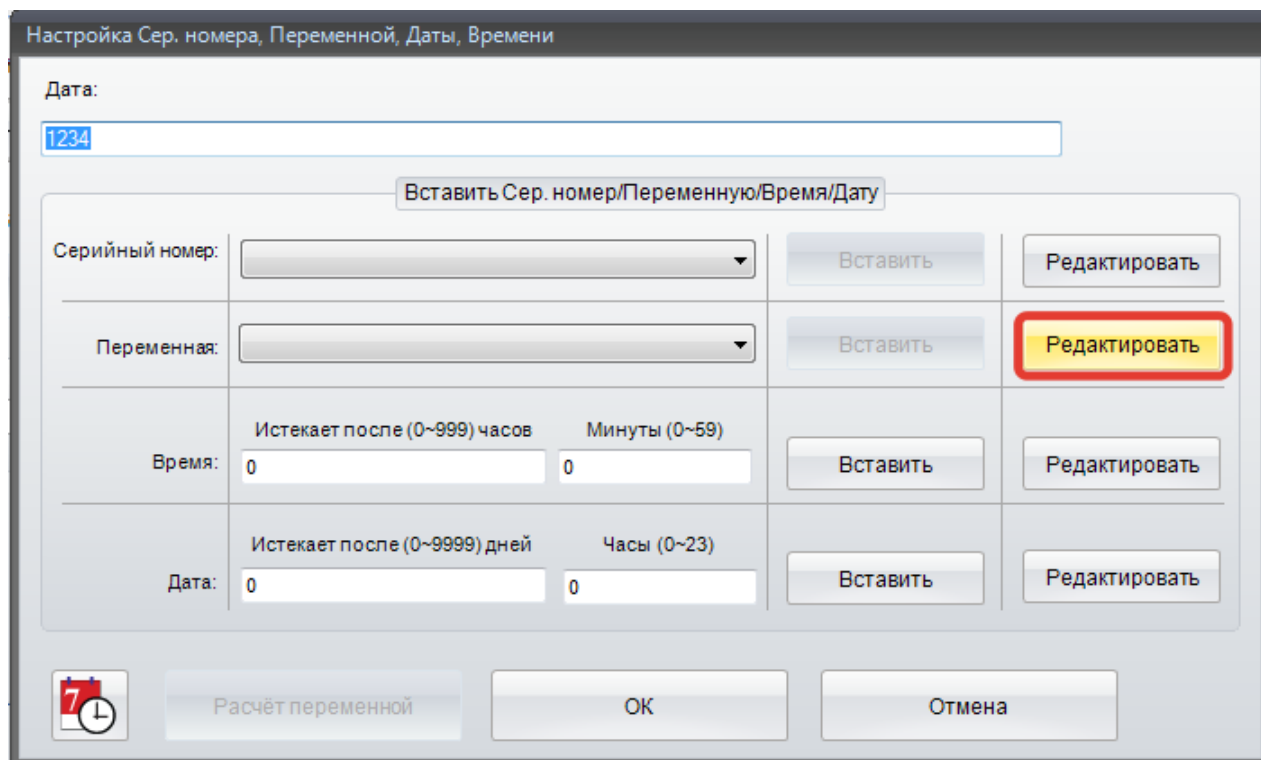 Настройка Сер. номера, Переменной, Даты, Времени
Дата:
1234
Вставить Сер. номер/Переменную/Время/Дату
Серийный номер:
Вставить
Редактировать
Переменная:
Вставить
Редактировать
Истекает после (0~999) часов
Минуты (0~59)
Время:
0
0
Вставить
Редактировать
Истекает после (0~9999) дней
Часы (0~23)
Дата:
0
0
Вставить
Редактировать
7
Расчёт переменной
ОК
Отмена